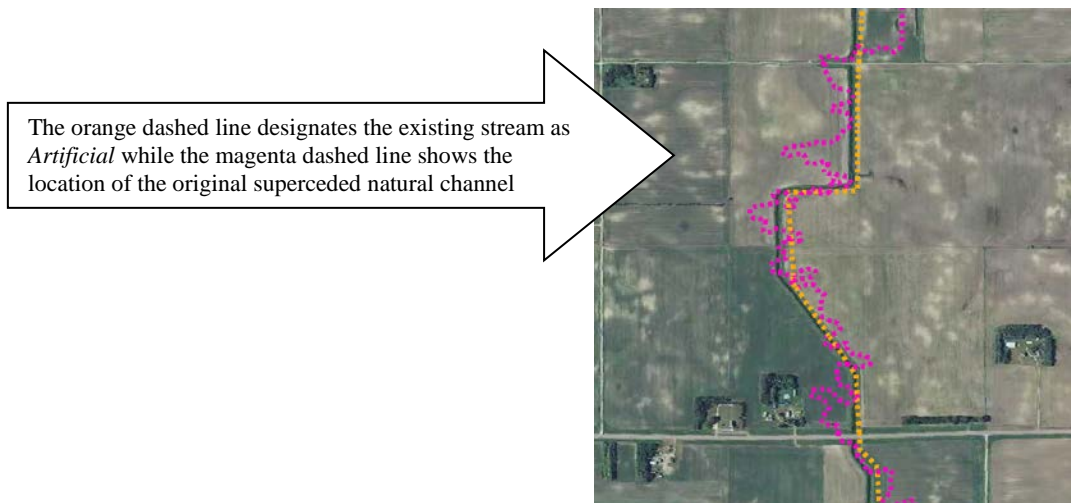 The orange dashed line designates the existing stream as
Artificial while the magenta dashed line shows the
location of the original superceded natural channel